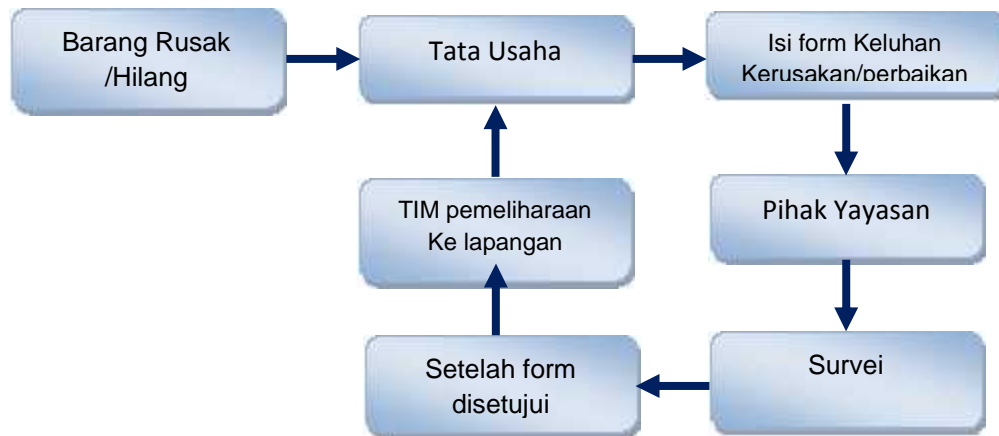 Barang Rusak
/Hilang
Tata Usaha
Isi form Keluhan
Kerusakan/perbaikan
TIM pemeliharaan
Ke lapangan
Pihak Yayasan
Setelah form
disetujui
Survei